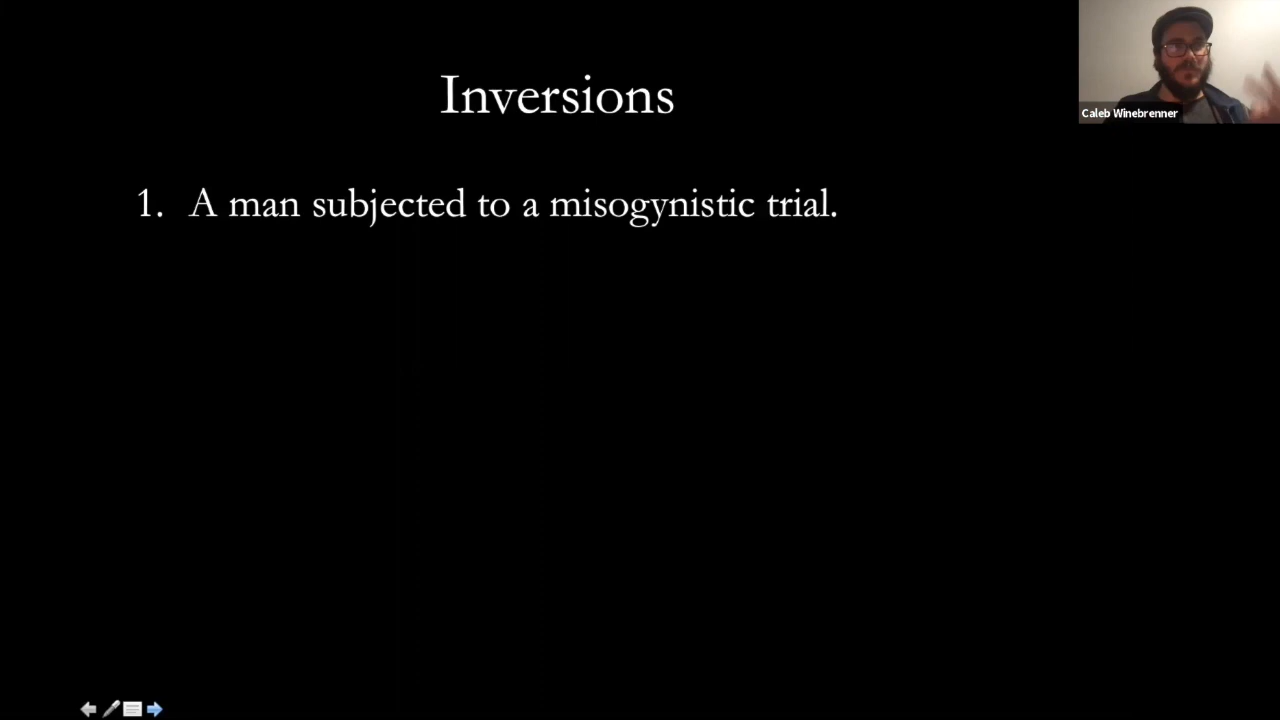 Inversions
Caleb Winebrenner
1. A man subjected to a misogynistic trial.